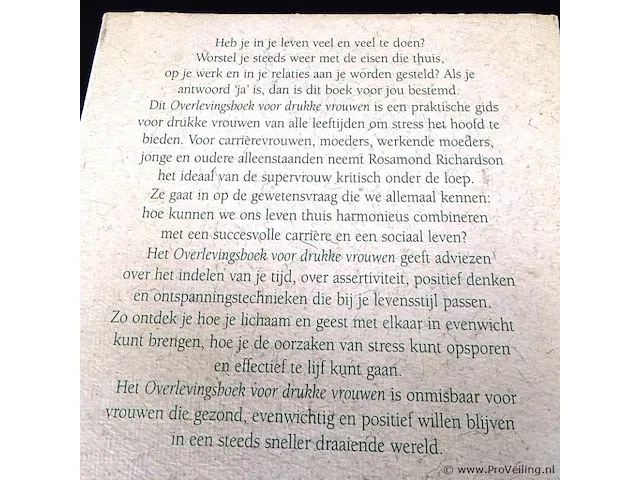 Heb je in je leven veel en veel te doen?
Worstel je steeds weer met de eisen die thuis,
op je werk en in je relaties aan je worden gesteld? Als je
antwoord ‘ja’ is, dan is dit boek voor jou bestemd.
Dit Overlevingsboek voor drukke vrouwen is een praktische gids
voor drukke vrouwen van alle leeftijden om stress het hoofd te
bieden. Voor carrièrevrouwen, moeders, werkende moeders,
jonge en oudere alleenstaanden neemt Rosamond Richardson
het ideaal van de supervrouw kritisch onder de loep.
Ze gaat in op de gewetensvraag die we allemaal kennen:
hoe kunnen we ons leven thuis harmonieus combineren
met een succesvolle carrière en een sociaal leven?
Het Overlevingsboek voor drukke vrouwen geeft adviezen
over het indelen van je tijd, over assertiviteit, positief denken
en ontspanningstechnieken die bij je levensstijl passen.
Zo ontdek je hoe je lichaam en geest met elkaar in evenwicht
kunt brengen, hoe je de oorzaken van stress kunt opsporen
en effectief te lijf kunt gaan.
Het Overlevingsboek voor drukke vrouwen is onmisbaar voor
vrouwen die gezond, evenwichtig en positief willen blijven
in een steeds sneller draaiende wereld.
© www.ProVeiling.nl